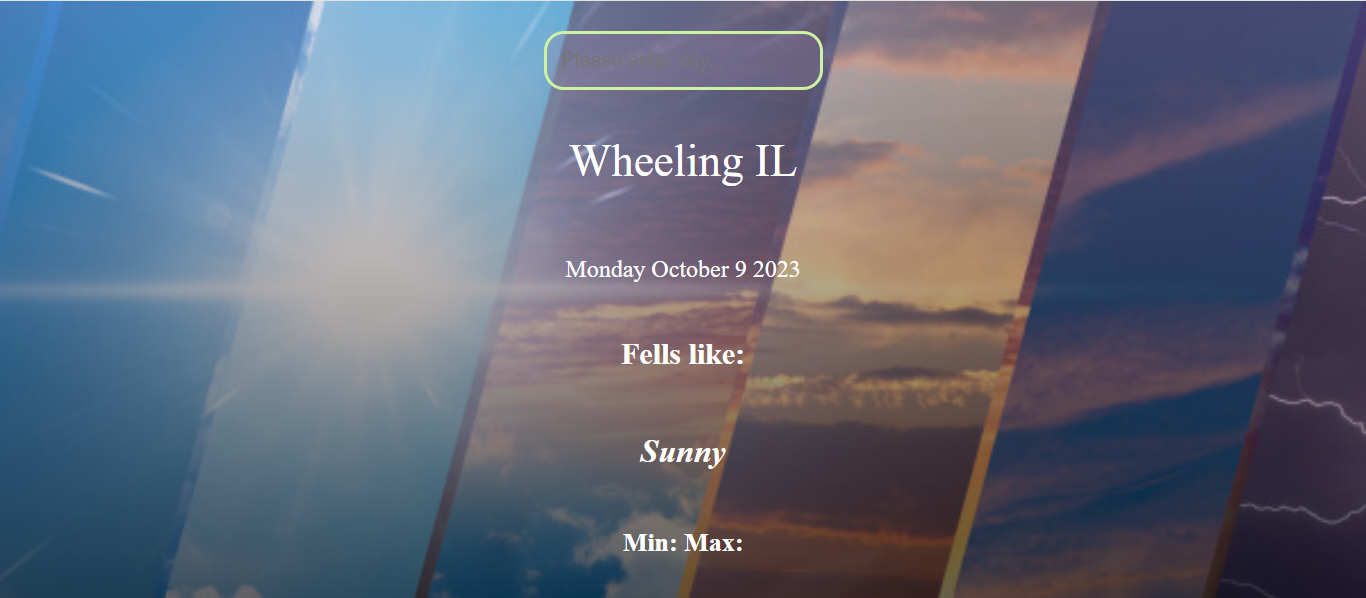 Please enter city..
Wheeling IL
Monday October 9 2023
Fells like:
Sunny
Min: Max: